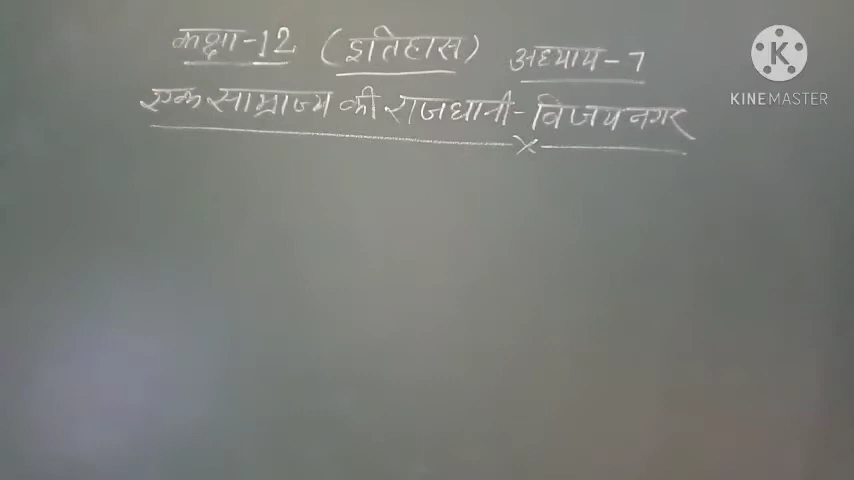 कक्षा-12 (इतिहास) अध्याय-7
एक साम्राज्य की राजधानी-विजयनगर
x
K
KINEMASTER